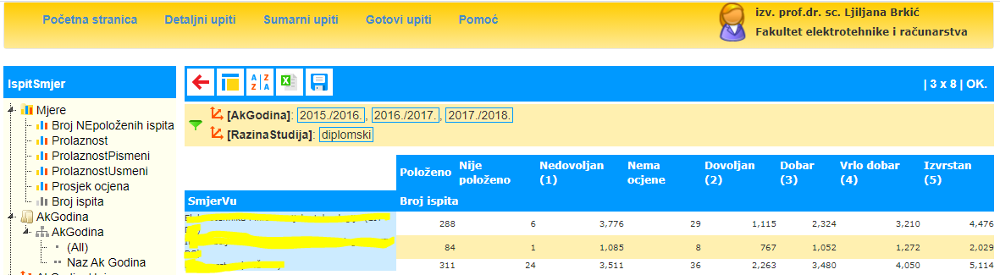 Početna stranica Detaljni upiti Sumarni upiti Gotovi upiti Pomoć
izv. prof.dr. sc. Ljiljana Brkić
Fakultet elektrotehnike i računarstva
IspitSmjer
| 3 x 8 | OK.
Mjere
Broj NEpoloženih ispita
Prolaznost
ProlaznostPismeni
ProlaznostUsmeni
Prosjek ocjena
Broj ispita
AkGodina
AkGodina
(All)
Naz Ak Godina
[AkGodina]: 2015./2016., 2016./2017., 2017./2018.
[RazinaStudija]: diplomski
Položeno Nije položeno Nedovoljan (1) Nema ocjene Dovoljan (2) Dobar (3) Vrlo dobar (4) Izvrstan (5)
SmjerVu Broj ispita
288 6 3,776 29 1,115 2,324 3,210 4,476
84 1 1,085 8 767 1,052 1,272 2,029
311 24 3,511 36 2,263 3,480 4,050 5,114